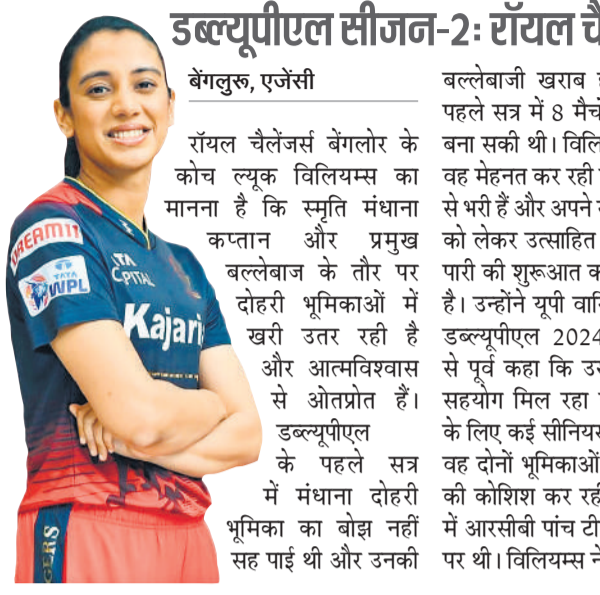 डब्ल्यूपीएल सीजन-2: रॉयल
बेंगलुरू, एजेंसी
रॉयल चैलेंजर्स बेंगलोर के
कोच ल्यूक विलियम्स का
मानना है कि स्मृति मंधाना
कप्तान और प्रमुख
बल्लेबाज के तौर पर
दोहरी भूमिकाओं में
खरी उतर रही है
और आत्मविश्वास
से ओतप्रोत हैं।
डब्ल्यूपीएल
के पहले सत्र
में मंधाना दोहरी
भूमिका का बोझ नहीं
सह पाई थी और उनकी
बल्लेबाजी खराब
पहले सत्र में 8
बना सकी थी।
वह मेहनत कर रही
से भरी हैं और अपने
को लेकर उत्साहित
पारी की शुरूआत
है। उन्होंने यूपी
डब्ल्यूपीएल 2024
से पूर्व कहा कि
सहयोग मिल रहा
के लिए कई
वह दोनों भूमिकाओं
की कोशिश कर
में आरसीबी पांच
पर थी। विलियम्स ने
DREAM11
TATA
WPL
TATA
CAPITAL